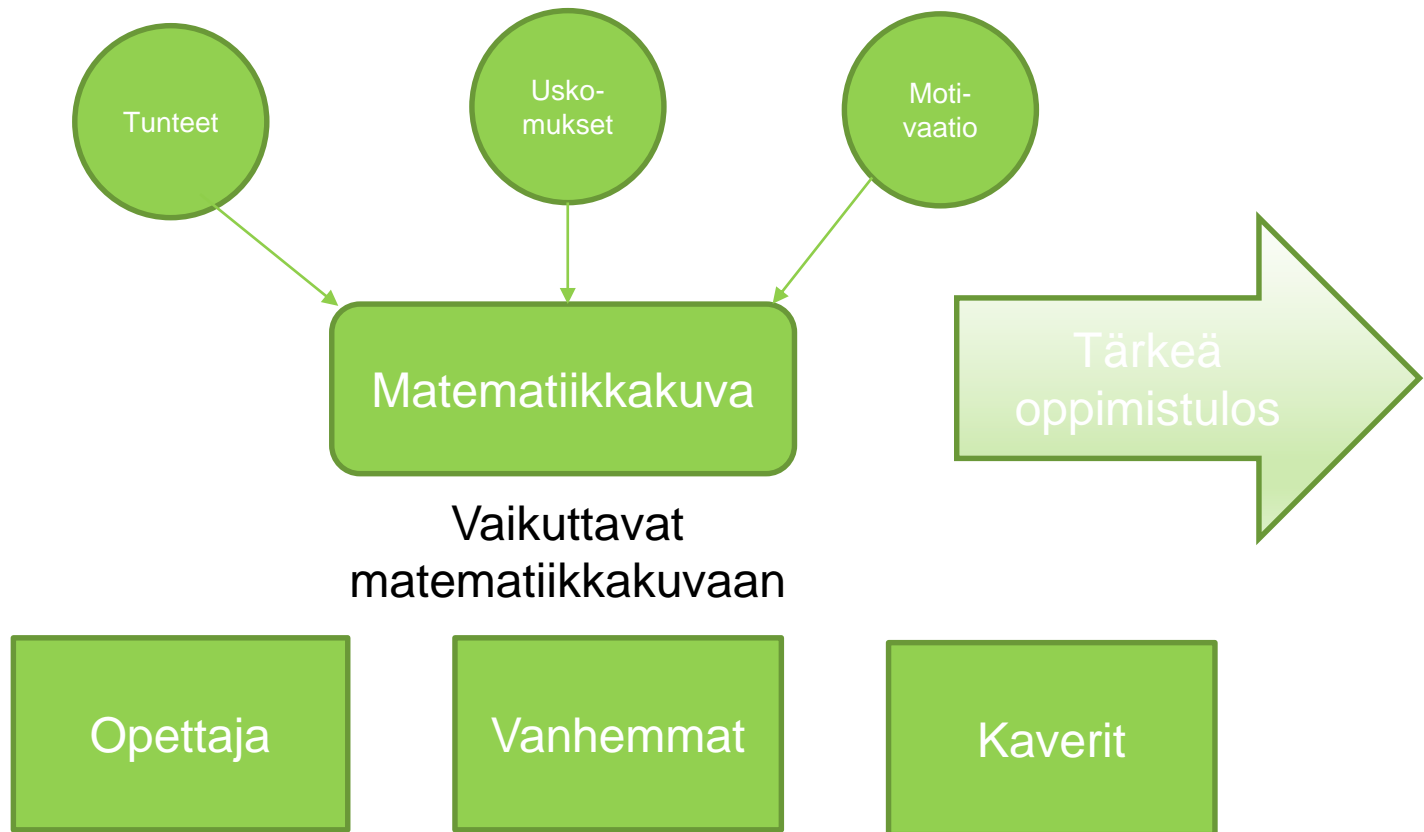 Tunteet
Usko-
mukset
Moti-
vaatio
Matematiikkakuva
Tärkeä
oppimistulos
Vaikuttavat
matematiikkakuvaan
Opettaja
Vanhemmat
Kaverit